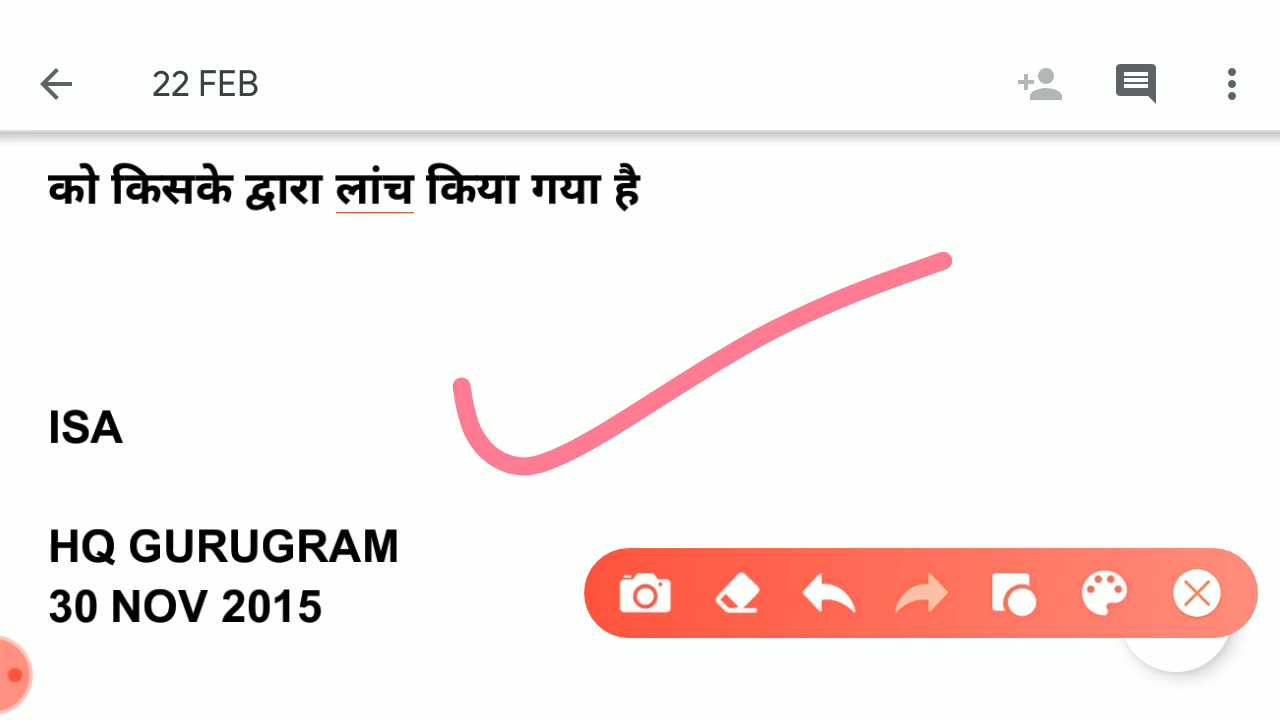 22 FEB
को किसके द्वारा लांच किया गया है
ISA
HQ GURUGRAM
30 NOV 2015